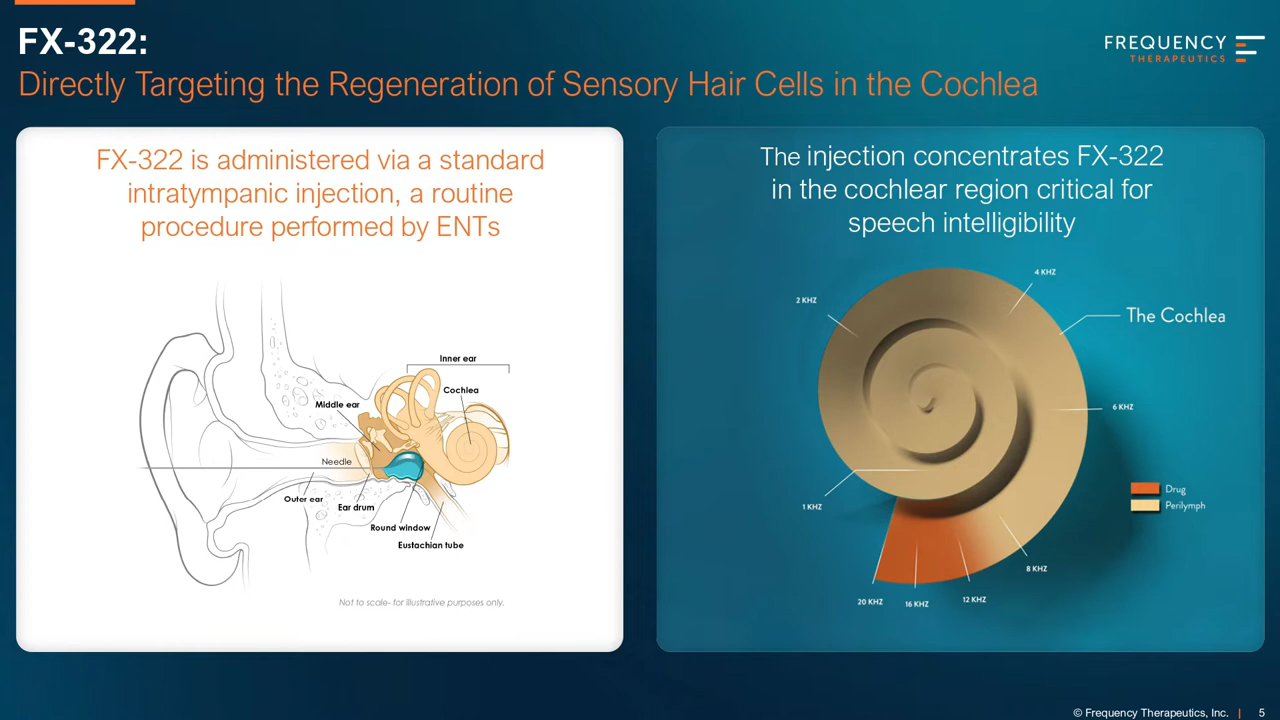 FX-322:
Directly Targeting the Regeneration of Sensory Hair Cells in the Cochlea
FREQUENCY
THERAPEUTICS
FX-322 is administered via a standard
intratympanic injection, a routine
procedure performed by ENTs
Inner ear
Cochlea
Middle ear
Needle
Outer ear
Ear drum
Round window
Eustachian tube
Not to scale- for illustrative purposes only.
The injection concentrates FX-322
in the cochlear region critical for
speech intelligibility
4 KHZ
2 KHZ
The Cochlea
6 KHZ
Drug
Perilymph
1 KHZ
8 KHZ
20 KHZ
16 KHZ
12 KHZ
© Frequency Therapeutics, Inc. | 5